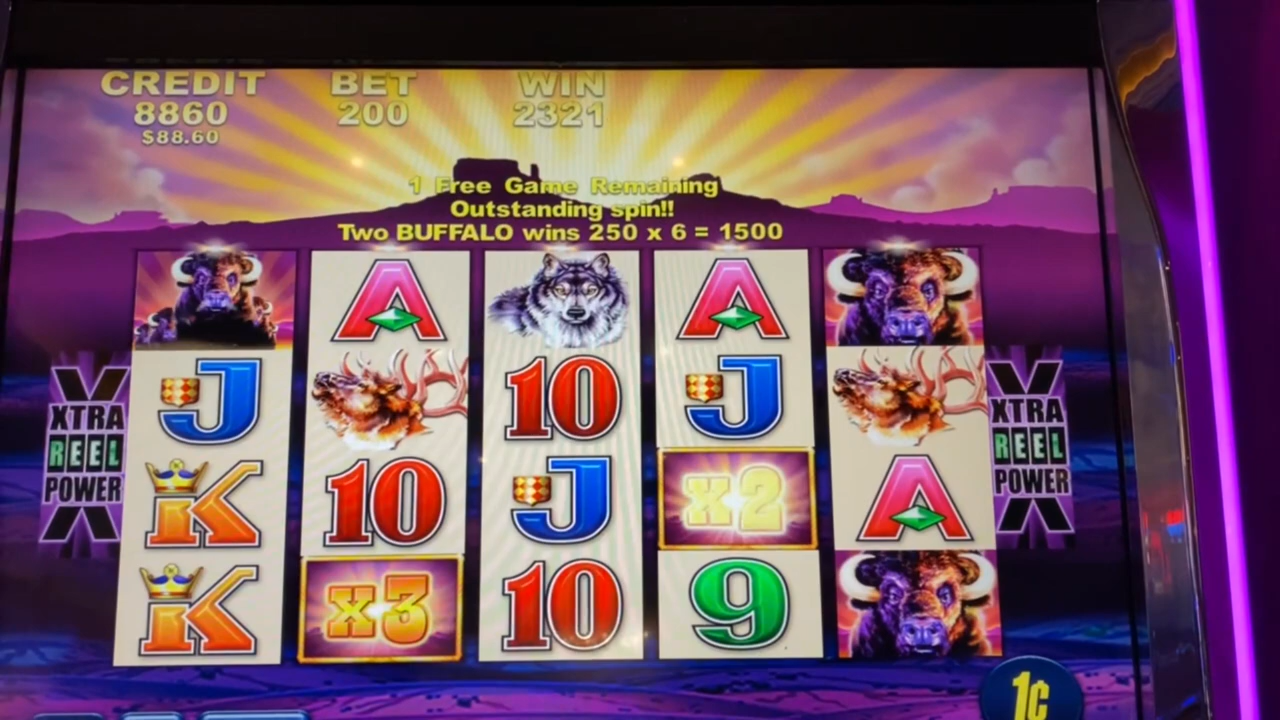 CREDIT BET WIN
8860 200 2321
$88.60
1 Free Game Remaining
Outstanding spin!!
Two BUFFALO wins 250 x 6 = 1500
A A
J 10 J
XTRA REEL POWER
XTRA REEL POWER
K 10 J x2 A
K x3 10 9
1¢